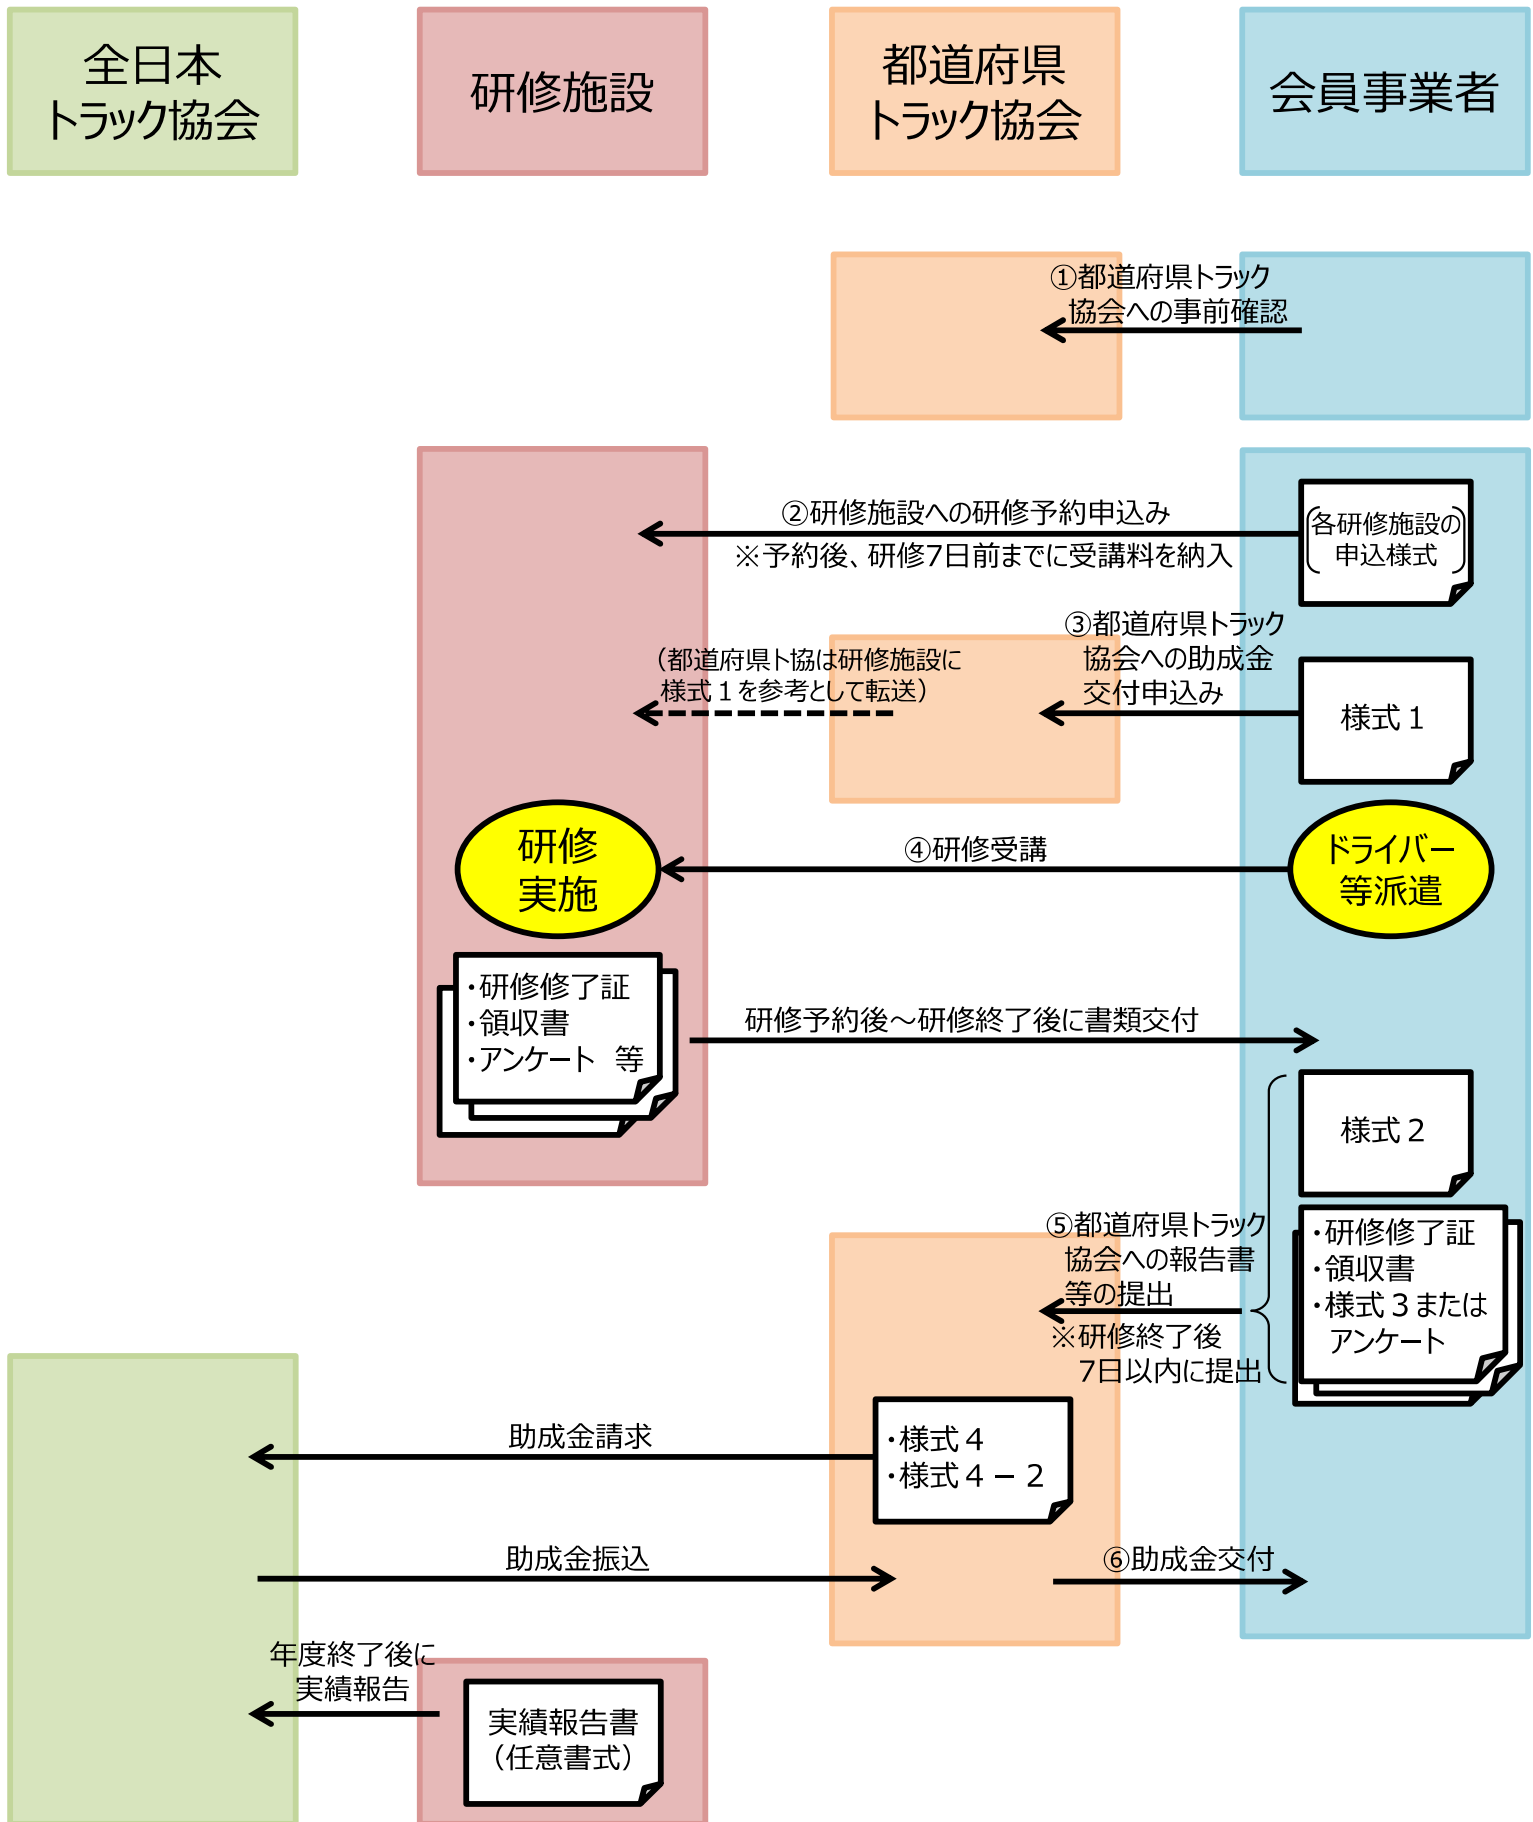 全日本
トラック協会
研修施設
都道府県
トラック協会
会員事業者
①都道府県トラック
協会への事前確認
②研修施設への研修予約申込み
※予約後、研修7日前までに受講料を納入
各研修施設の
申込様式
③都道府県トラック
協会への助成金
交付申込み
（都道府県ト協は研修施設に
様式１を参考として転送）
様式１
研修
実施
④研修受講
ドライバー
等派遣
・研修修了証
・領収書
・アンケート　等
研修予約後～研修終了後に書類交付
様式２
⑤都道府県トラック
協会への報告書
等の提出
※研修終了後
7日以内に提出
・研修修了証
・領収書
・様式３または
アンケート
助成金請求
・様式４
・様式４－２
助成金振込
⑥助成金交付
年度終了後に
実績報告
実績報告書
（任意書式）